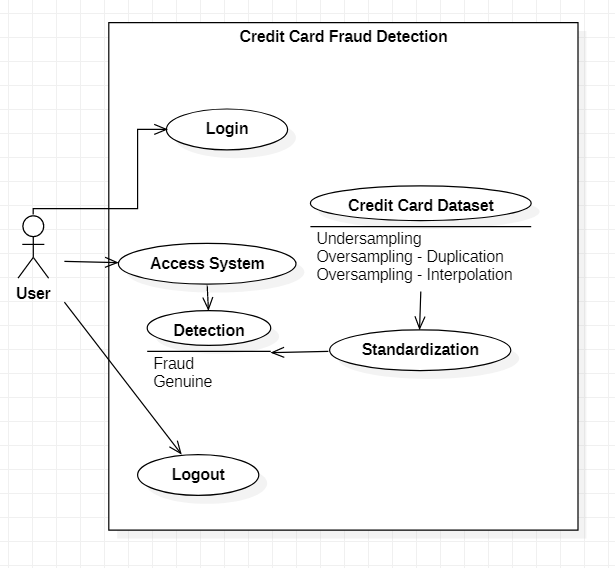 Credit Card Fraud Detection
Login
Credit Card Dataset
Undersampling
Oversampling - Duplication
Oversampling - Interpolation
User
Access System
Detection
Fraud
Genuine
Standardization
Logout